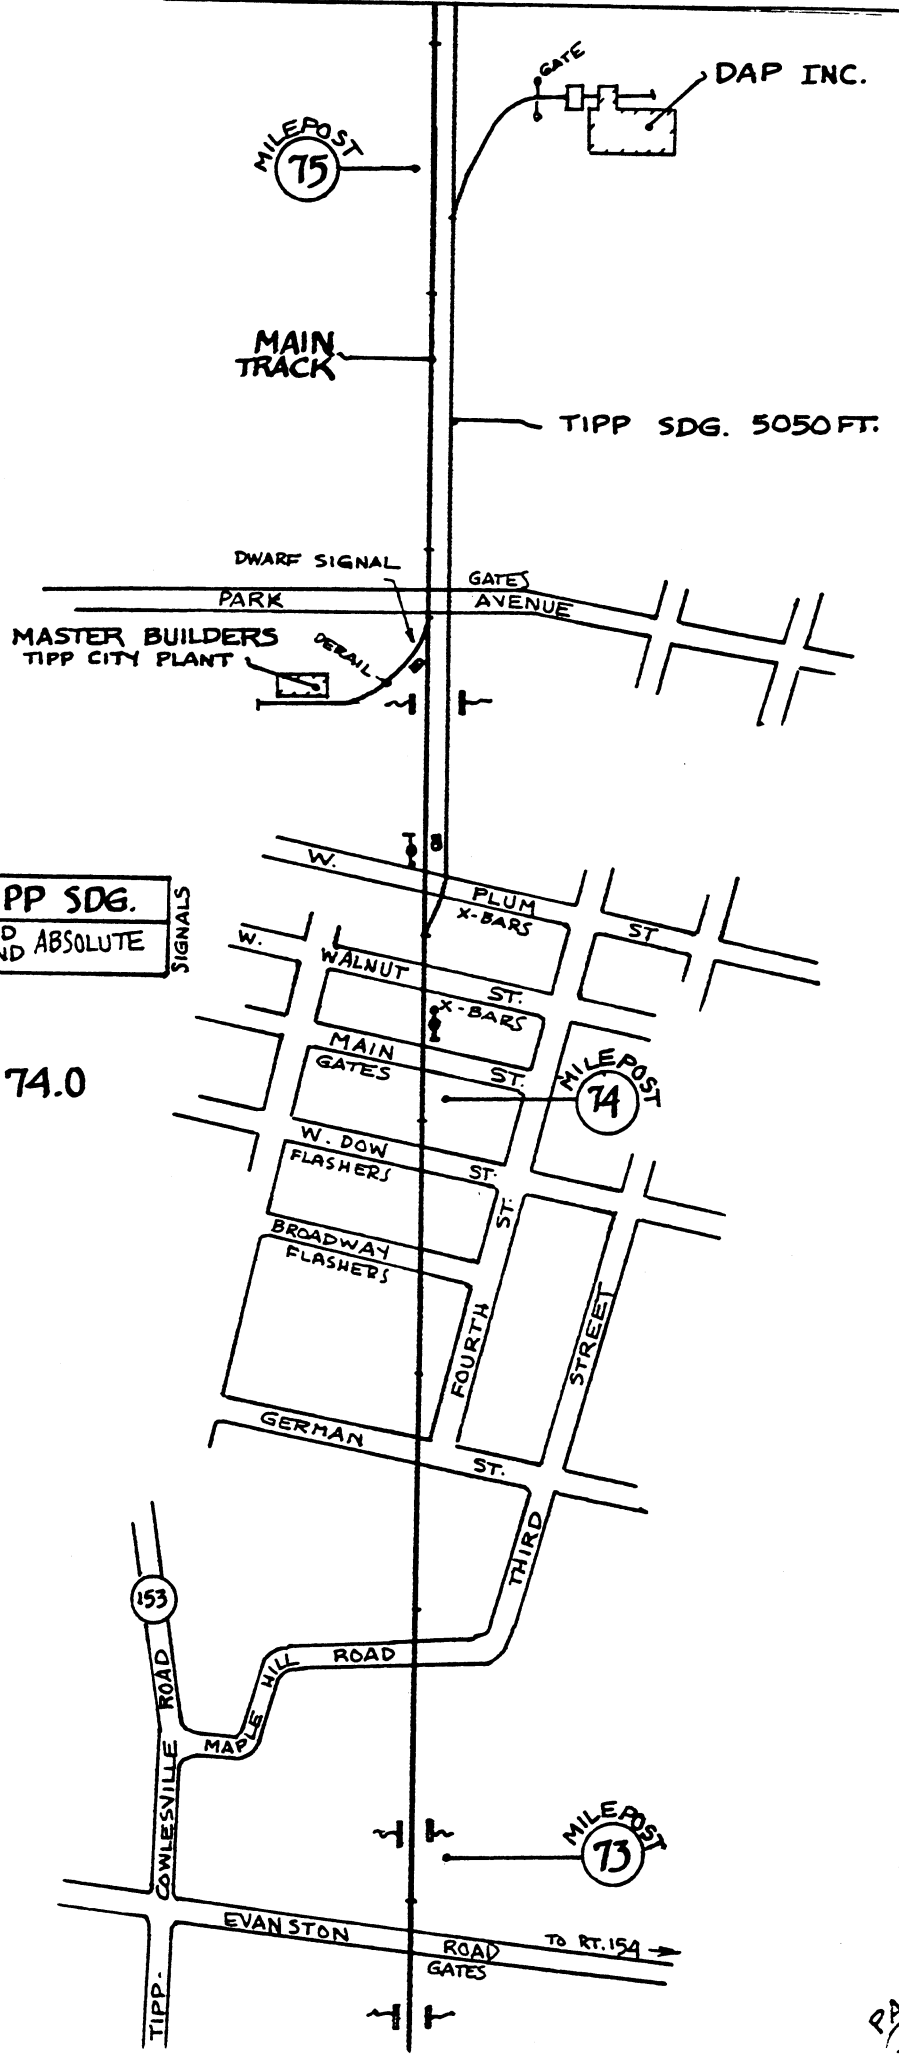 GATE
DAP INC.
MILEPOST
75
MAIN
TRACK
TIPP SDG. 5050 FT.
DWARF SIGNAL
GATES
PARK AVENUE
MASTER BUILDERS
TIPP CITY PLANT
DERAIL
W. PLUM ST
X-BARS
PP SDG.
D
ND ABSOLUTE
SIGNALS
W. WALNUT ST.
X-BARS
MAIN ST.
GATES
74.0
MILEPOST
74
W. DOW ST.
FLASHERS
BROADWAY
FLASHERS
FOURTH ST.
STREET
GERMAN ST.
THIRD
153
MAPLE HILL ROAD
COWLESVILLE ROAD
TIPP-
MILEPOST
73
EVANSTON ROAD
TO RT. 154
GATES